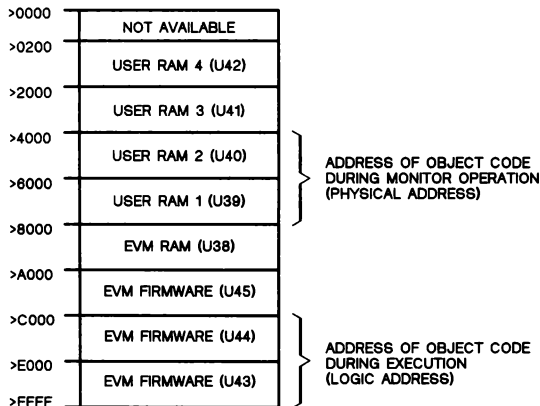 >0000
NOT AVAILABLE
>0200
USER RAM 4 (U42)
>2000
USER RAM 3 (U41)
>4000
USER RAM 2 (U40)
>6000
USER RAM 1 (U39)
>8000
EVM RAM (U38)
>A000
EVM FIRMWARE (U45)
>C000
EVM FIRMWARE (U44)
>E000
EVM FIRMWARE (U43)
>FFFF
ADDRESS OF OBJECT CODE
DURING MONITOR OPERATION
(PHYSICAL ADDRESS)
ADDRESS OF OBJECT CODE
DURING EXECUTION
(LOGIC ADDRESS)